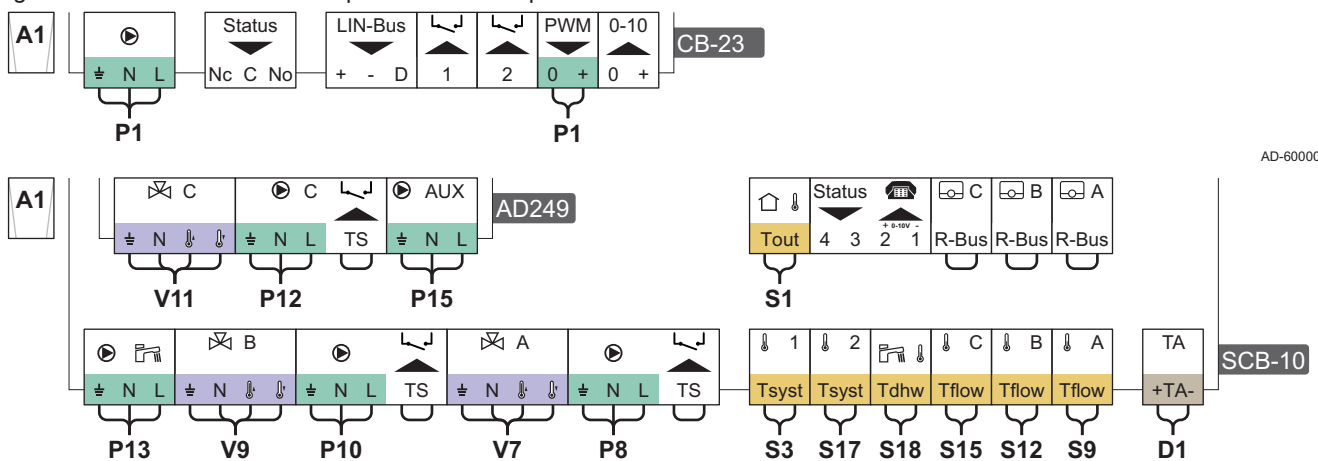 A1
Status LIN-Bus PWM 0-10
CB-23
N L Nc C No + - D 1 2 0 + 0 +
P1 P1
AD-60000
A1
C C AUX
AD249
Status C B A
N N L TS N L
Tout 4 3 + 0-10V - 2 1 R-Bus R-Bus R-Bus
V11 P12 P15 S1
B A 1 2 C B A TA
SCB-10
N L N N L TS N N L TS Tsyst Tsyst Tdhw Tflow Tflow Tflow +TA-
P13 V9 P10 V7 P8 S3 S17 S18 S15 S12 S9 D1